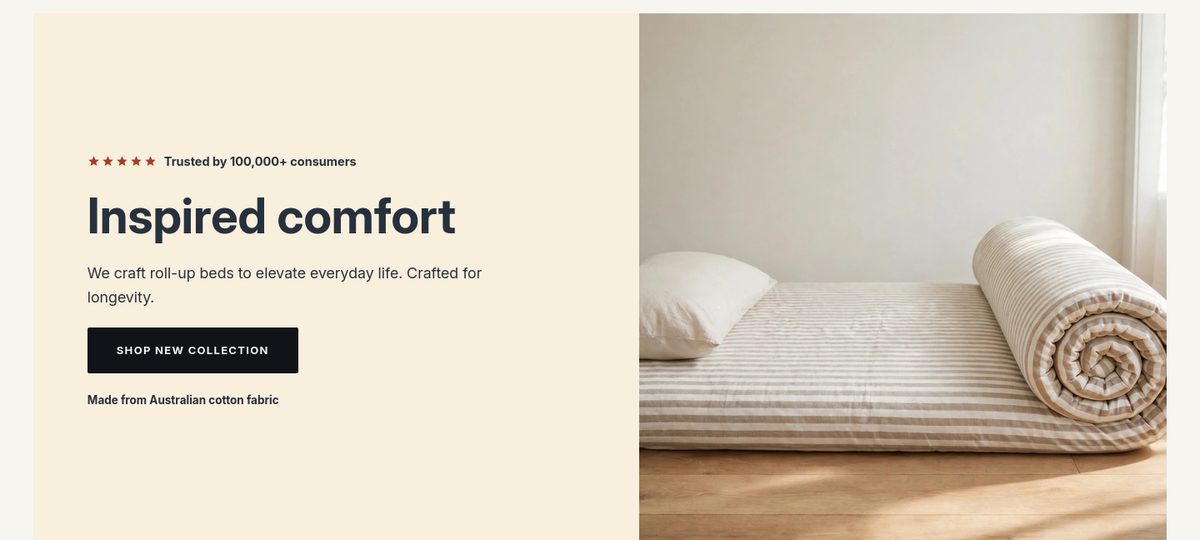 Trusted by 100,000+ consumers
Inspired comfort
We craft roll-up beds to elevate everyday life. Crafted for
longevity.
SHOP NEW COLLECTION
Made from Australian cotton fabric